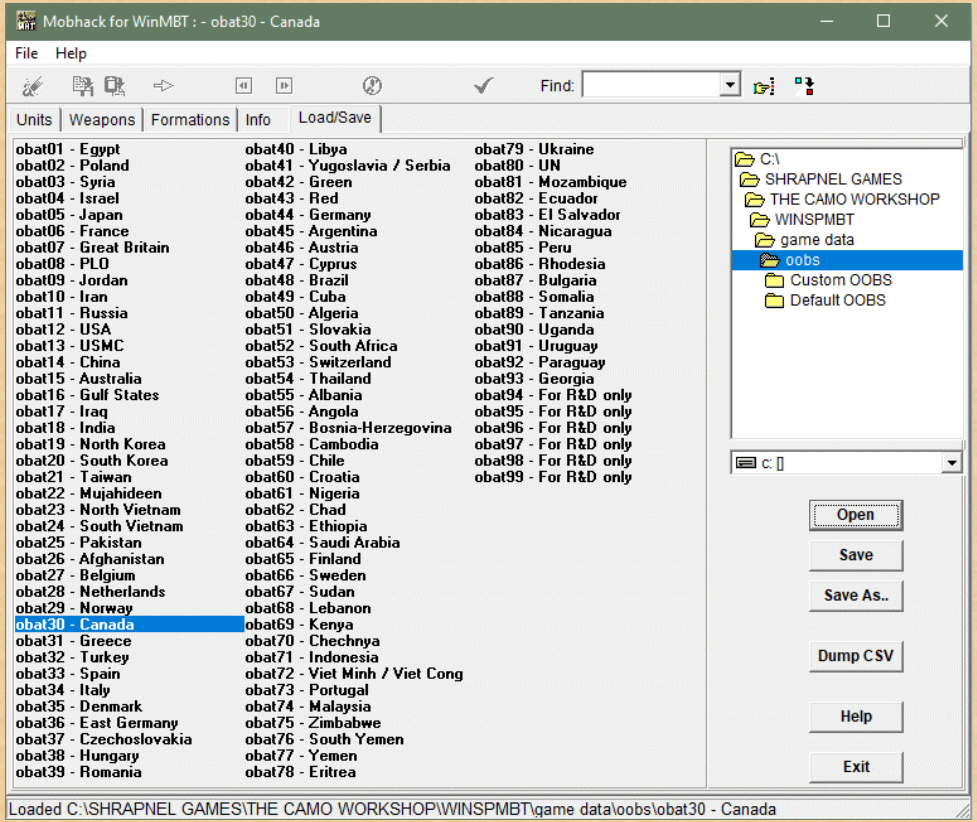 Mobhack for WinMBT : - obat30 - Canada
File Help
Find:
Units Weapons Formations Info Load/Save
obat01 - Egypt
obat02 - Poland
obat03 - Syria
obat04 - Israel
obat05 - Japan
obat06 - France
obat07 - Great Britain
obat08 - PLO
obat09 - Jordan
obat10 - Iran
obat11 - Russia
obat12 - USA
obat13 - USMC
obat14 - China
obat15 - Australia
obat16 - Gulf States
obat17 - Iraq
obat18 - India
obat19 - North Korea
obat20 - South Korea
obat21 - Taiwan
obat22 - Mujahideen
obat23 - North Vietnam
obat24 - South Vietnam
obat25 - Pakistan
obat26 - Afghanistan
obat27 - Belgium
obat28 - Netherlands
obat29 - Norway
obat30 - Canada
obat31 - Greece
obat32 - Turkey
obat33 - Spain
obat34 - Italy
obat35 - Denmark
obat36 - East Germany
obat37 - Czechoslovakia
obat38 - Hungary
obat39 - Romania
obat40 - Libya
obat41 - Yugoslavia / Serbia
obat42 - Green
obat43 - Red
obat44 - Germany
obat45 - Argentina
obat46 - Austria
obat47 - Cyprus
obat48 - Brazil
obat49 - Cuba
obat50 - Algeria
obat51 - Slovakia
obat52 - South Africa
obat53 - Switzerland
obat54 - Thailand
obat55 - Albania
obat56 - Angola
obat57 - Bosnia-Herzegovina
obat58 - Cambodia
obat59 - Chile
obat60 - Croatia
obat61 - Nigeria
obat62 - Chad
obat63 - Ethiopia
obat64 - Saudi Arabia
obat65 - Finland
obat66 - Sweden
obat67 - Sudan
obat68 - Lebanon
obat69 - Kenya
obat70 - Chechnya
obat71 - Indonesia
obat72 - Viet Minh / Viet Cong
obat73 - Portugal
obat74 - Malaysia
obat75 - Zimbabwe
obat76 - South Yemen
obat77 - Yemen
obat78 - Eritrea
obat79 - Ukraine
obat80 - UN
obat81 - Mozambique
obat82 - Ecuador
obat83 - El Salvador
obat84 - Nicaragua
obat85 - Peru
obat86 - Rhodesia
obat87 - Bulgaria
obat88 - Somalia
obat89 - Tanzania
obat90 - Uganda
obat91 - Uruguay
obat92 - Paraguay
obat93 - Georgia
obat94 - For R&D only
obat95 - For R&D only
obat96 - For R&D only
obat97 - For R&D only
obat98 - For R&D only
obat99 - For R&D only
C:\
SHRAPNEL GAMES
THE CAMO WORKSHOP
WINSPMBT
game data
oobs
Custom OOBS
Default OOBS
c: []
Open
Save
Save As..
Dump CSV
Help
Exit
Loaded C:\SHRAPNEL GAMES\THE CAMO WORKSHOP\WINSPMBT\game data\oobs\obat30 - Canada